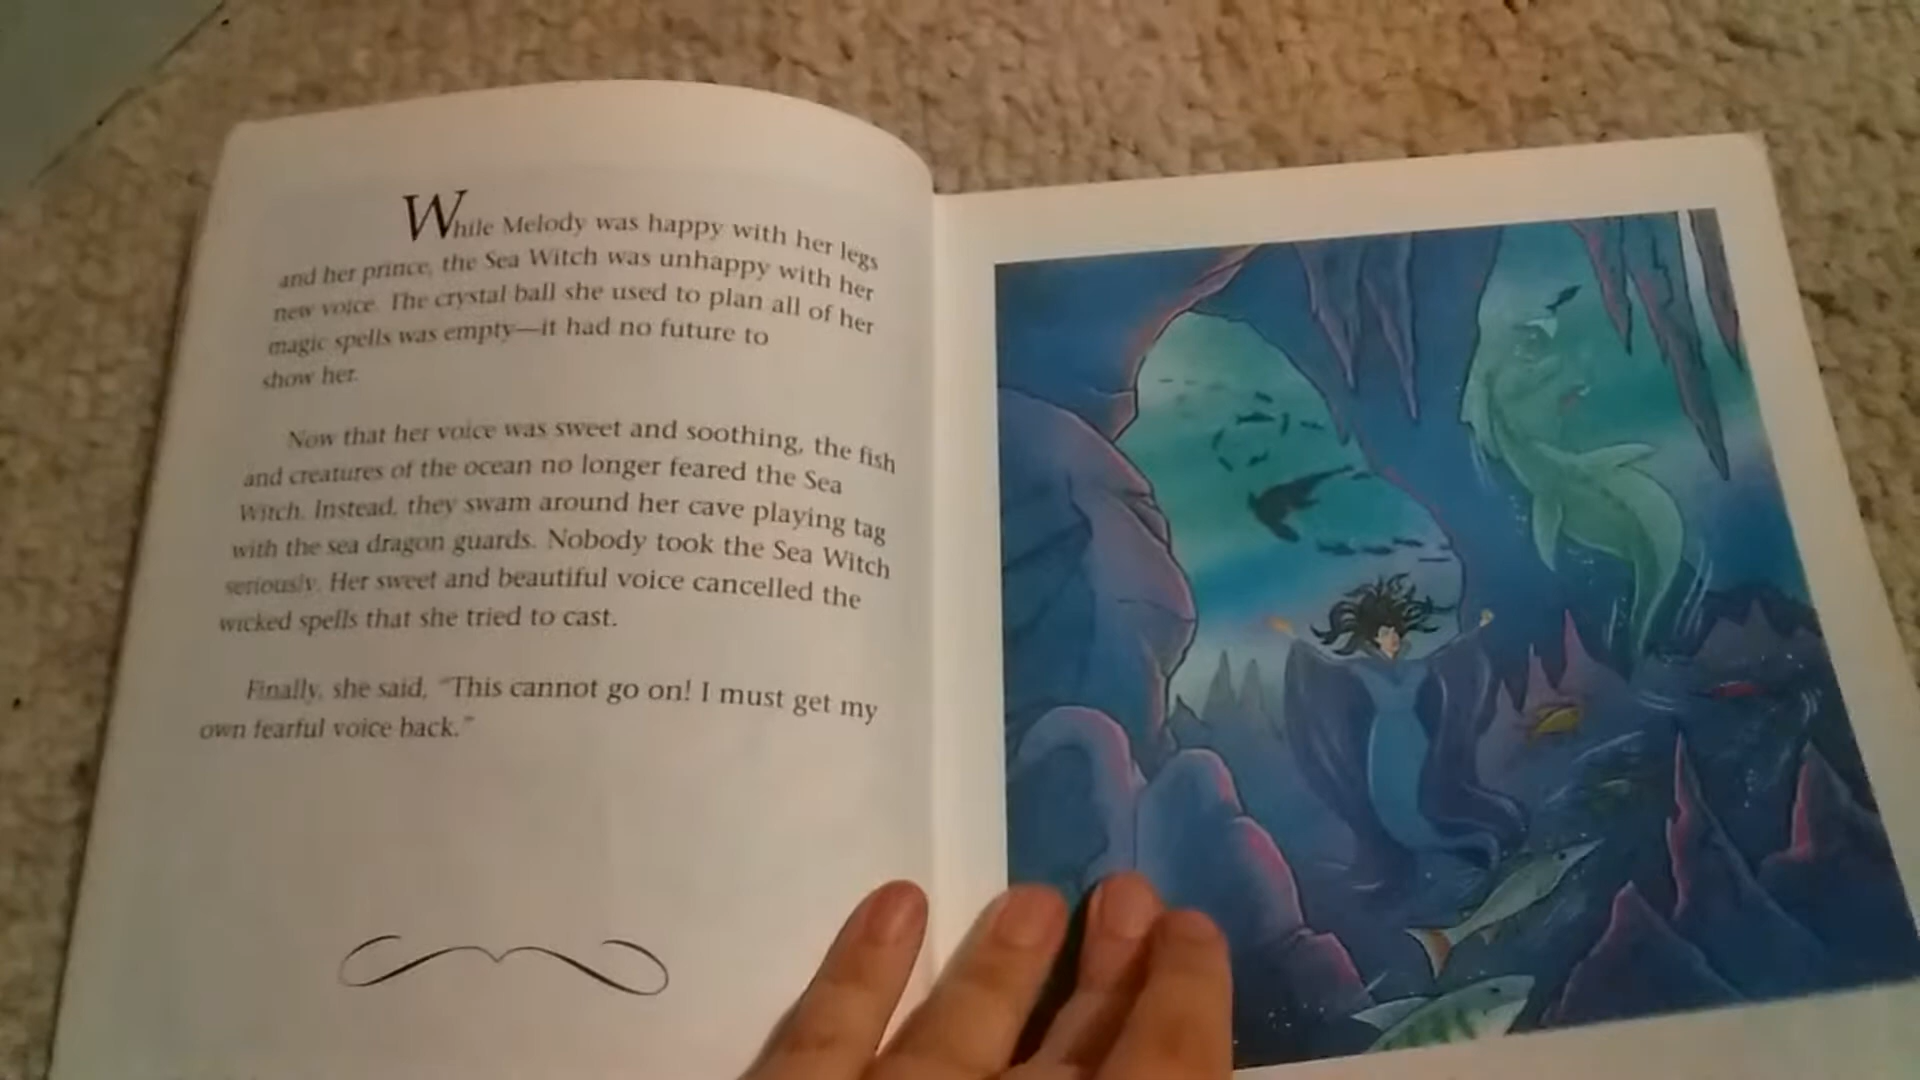 While Melody was happy with her legs
and her prince, the Sea Witch was unhappy with her
new voice. The crystal ball she used to plan all of her
magic spells was empty—it had no future to
show her.
Now that her voice was sweet and soothing, the fish
and creatures of the ocean no longer feared the Sea
Witch. Instead, they swam around her cave playing tag
with the sea dragon guards. Nobody took the Sea Witch
seriously. Her sweet and beautiful voice cancelled the
wicked spells that she tried to cast.
Finally, she said, "This cannot go on! I must get my
own fearful voice back."